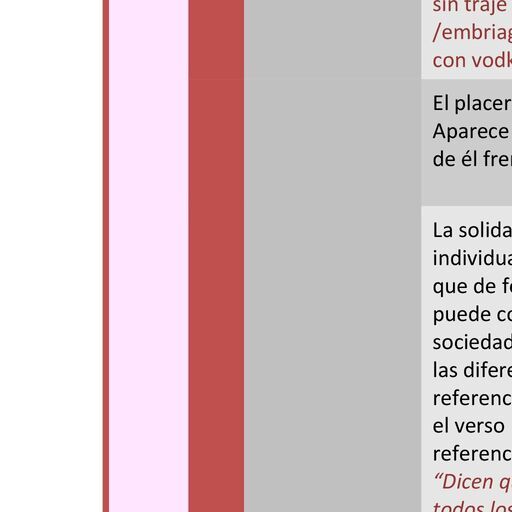 sin traje
/embriag
con vodk
El placer
Aparece
de él fre
La solida
individua
que de f
puede co
sociedad
las difere
referenc
el verso
referenc
“Dicen q
todos los